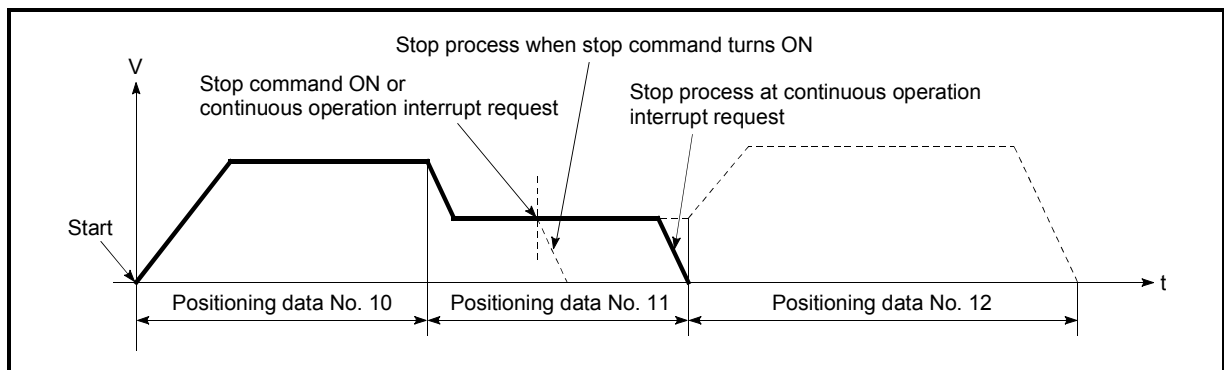 Stop process when stop command turns ON
V
Stop command ON or
continuous operation interrupt request
Stop process at continuous operation
interrupt request
Start
t
Positioning data No. 10
Positioning data No. 11
Positioning data No. 12